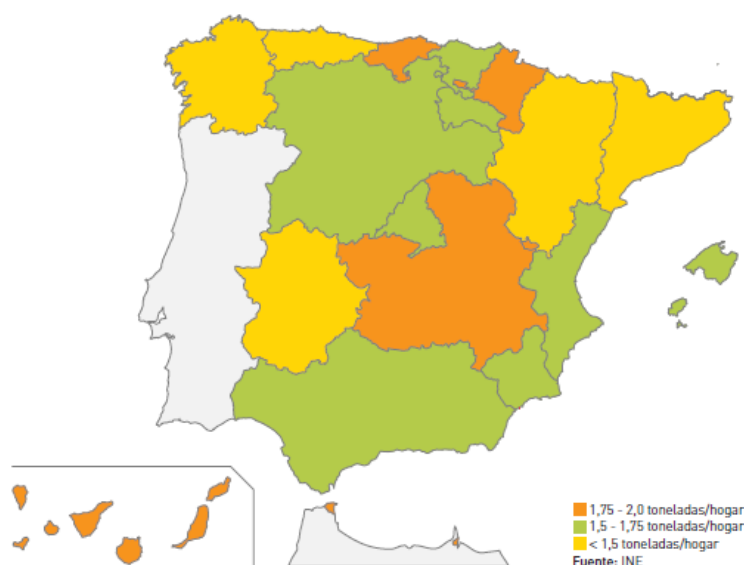 1,75 - 2,0 toneladas/hogar
1,5 - 1,75 toneladas/hogar
< 1,5 toneladas/hogar
Fuente: INE